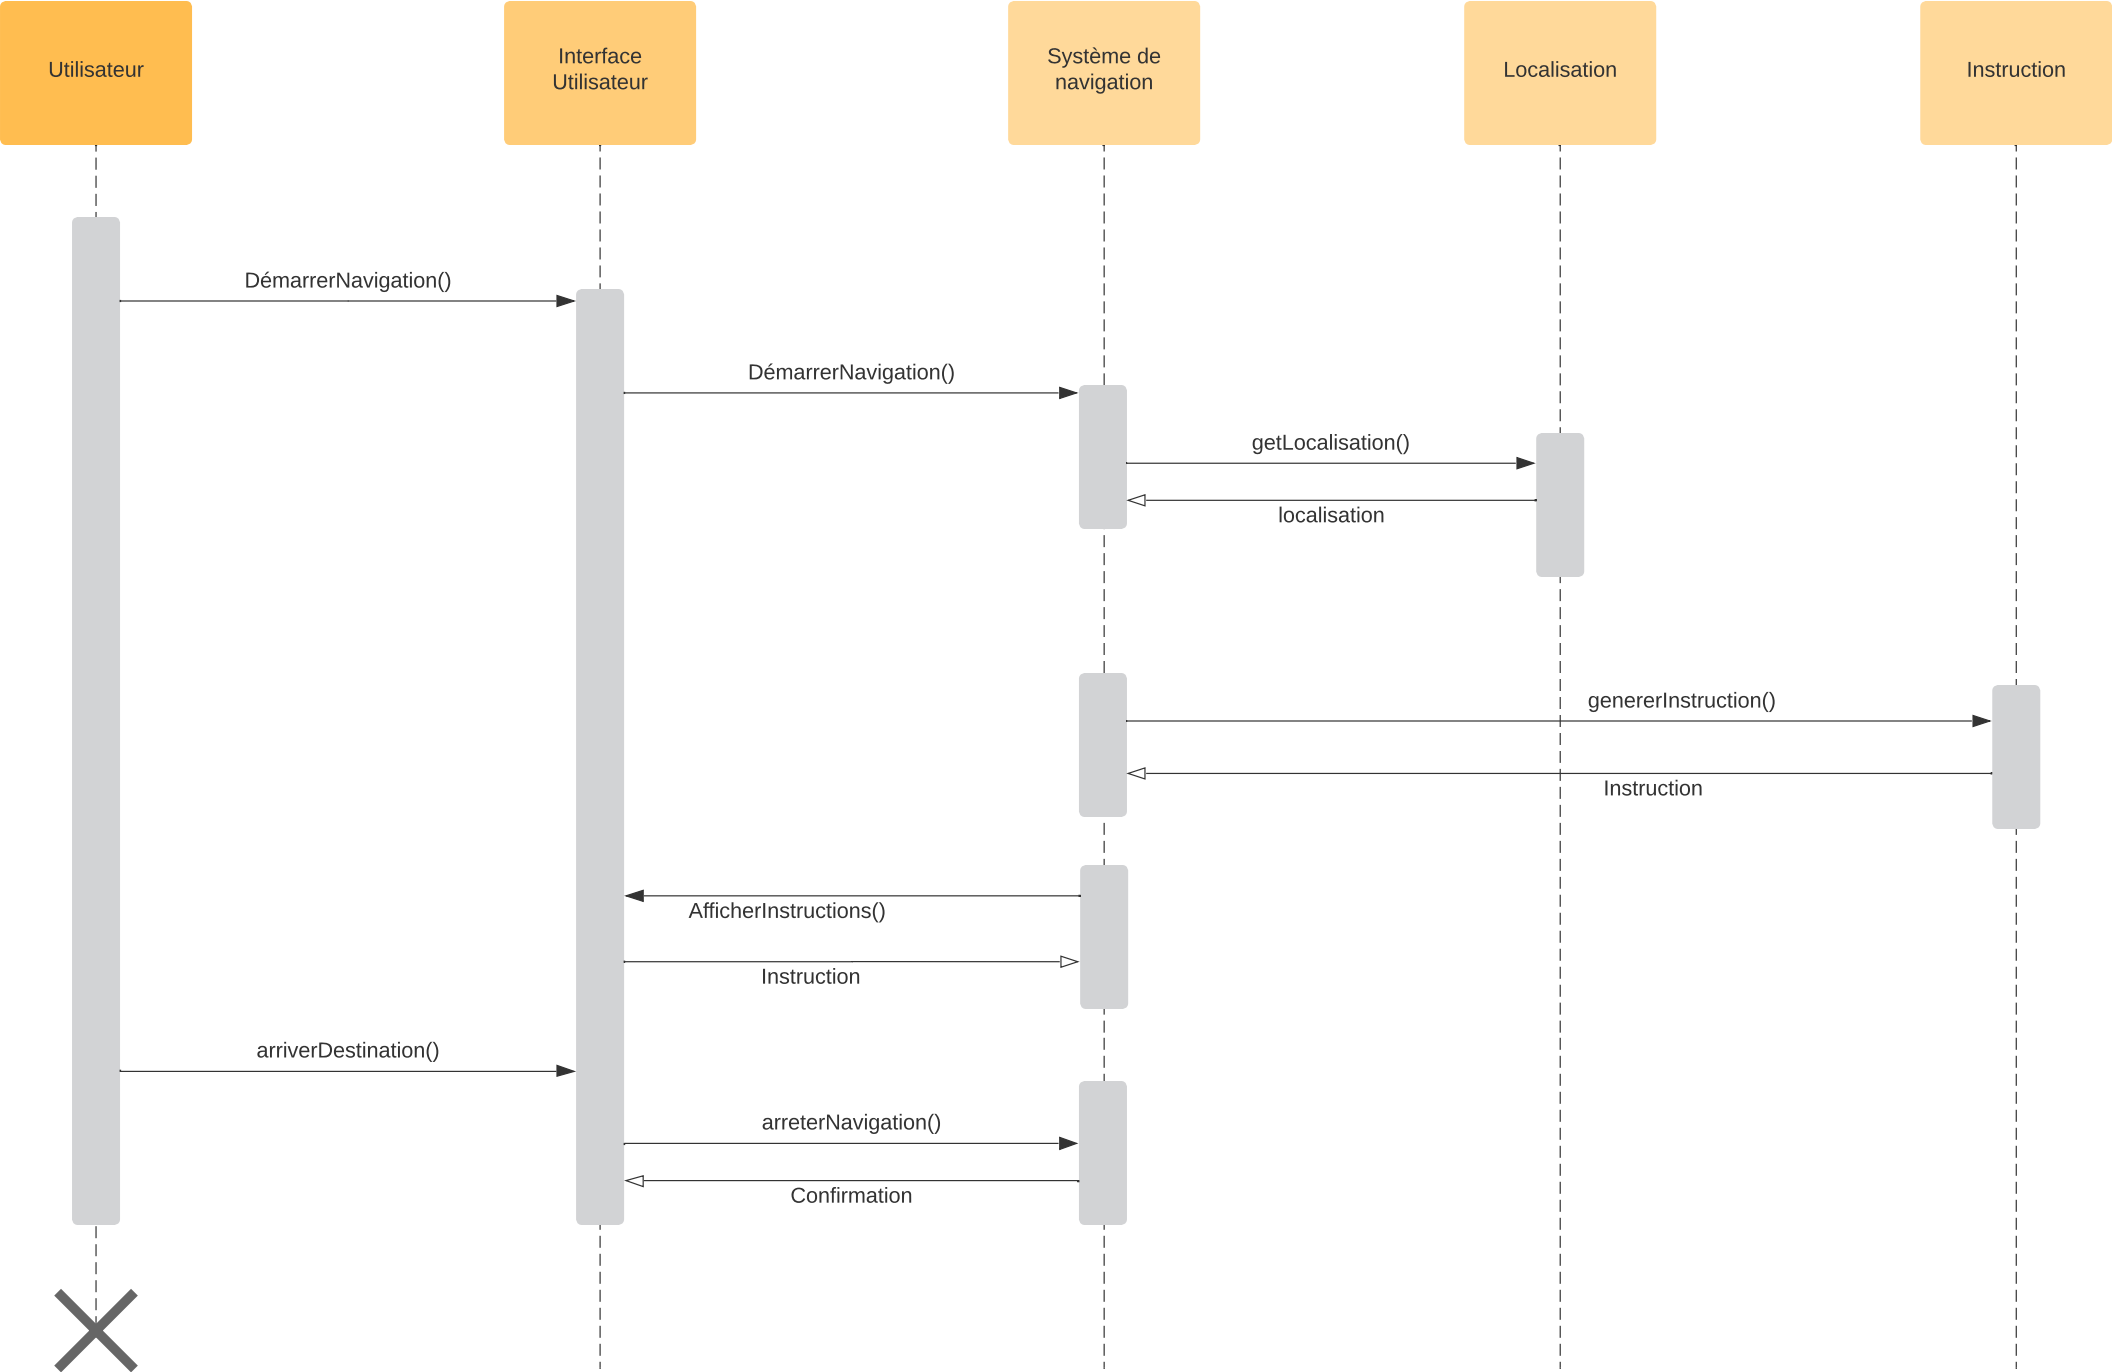 Utilisateur
Interface
Utilisateur
Système de
navigation
Localisation
Instruction
DémarrerNavigation()
DémarrerNavigation()
getLocalisation()
localisation
genererInstruction()
Instruction
AfficherInstructions()
Instruction
arriverDestination()
arreterNavigation()
Confirmation